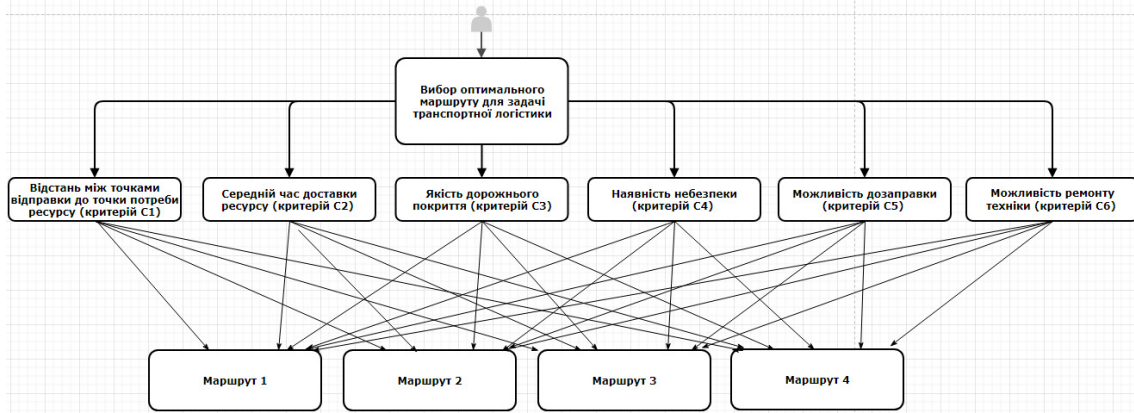 Вибор оптимального
маршруту для задачі
транспортної логістики
Відстань між точками
відправки до точки потреби
ресурсу (критерій С1)
Середній час доставки
ресурсу (критерій С2)
Якість дорожнього
покриття (критерій С3)
Наявність небезпеки
(критерій С4)
Можливість дозаправки
(критерій С5)
Можливість ремонту
техніки (критерій С6)
Маршрут 1
Маршрут 2
Маршрут 3
Маршрут 4